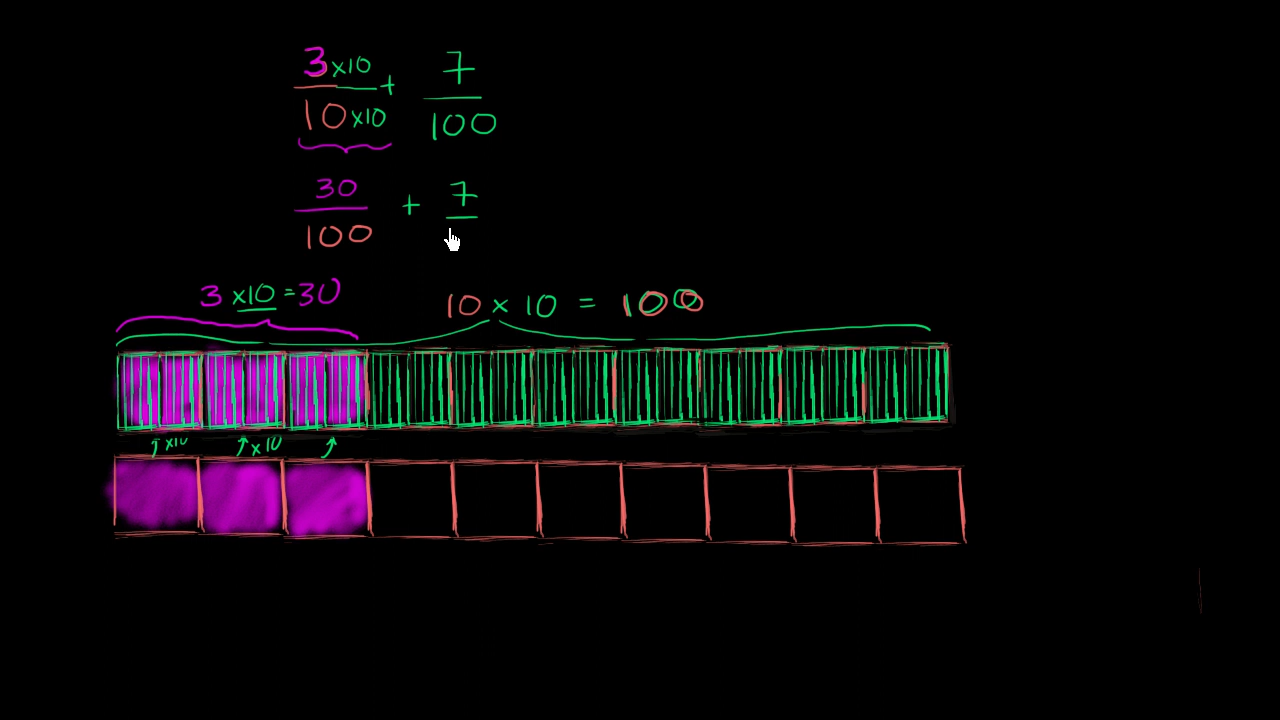 3×10/10×10 + 7/100
30/100 + 7
3 ×10 = 30
10 × 10 = 100
×10 ×10